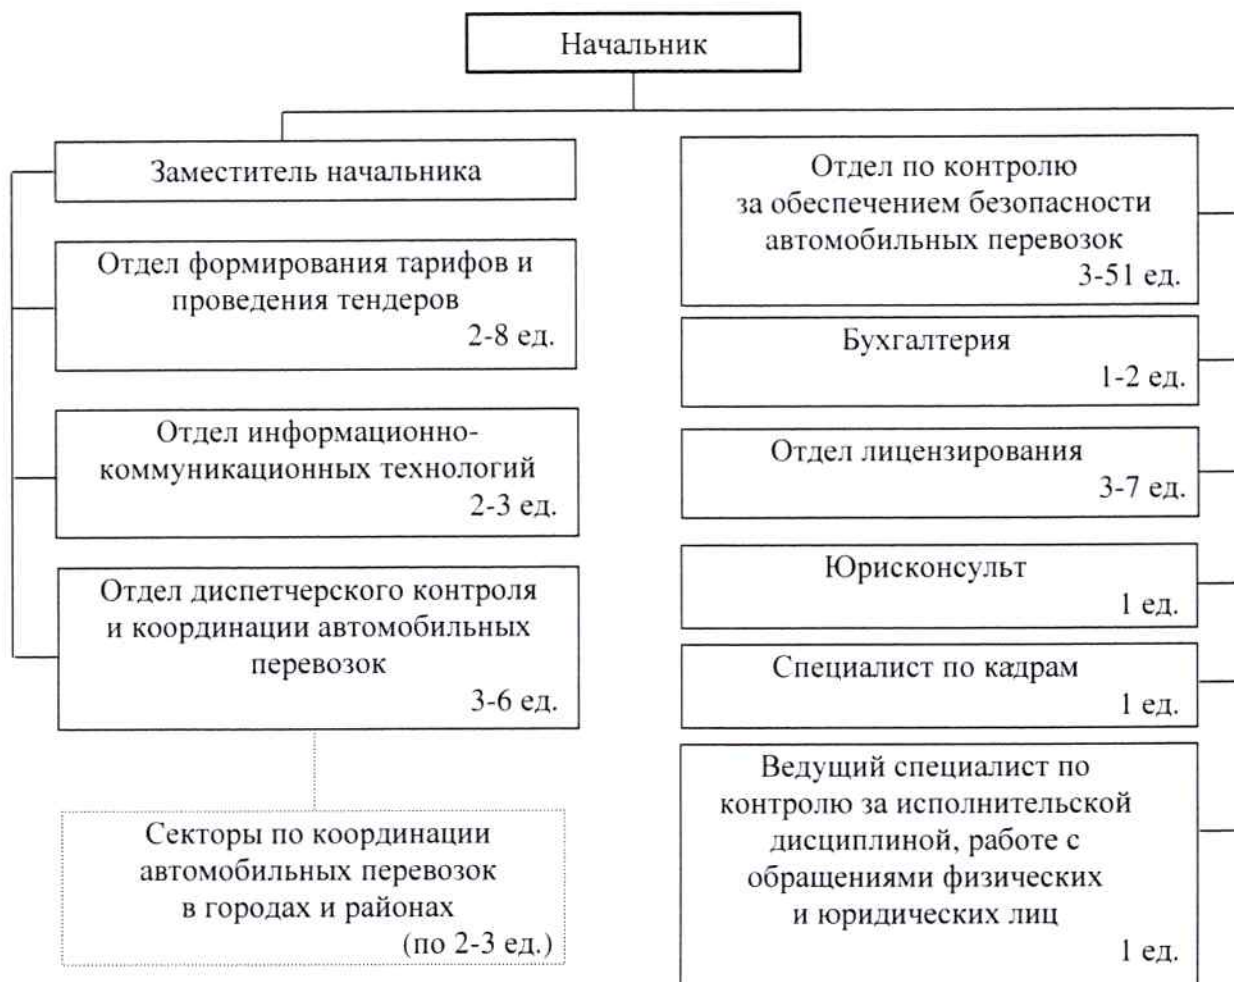 Начальник
Заместитель начальника
Отдел формирования тарифов и
проведения тендеров
2-8 ед.
Отдел информационно-
коммуникационных технологий
2-3 ед.
Отдел диспетчерского контроля
и координации автомобильных
перевозок
3-6 ед.
Секторы по координации
автомобильных перевозок
в городах и районах
(по 2-3 ед.)
Отдел по контролю
за обеспечением безопасности
автомобильных перевозок
3-51 ед.
Бухгалтерия
1-2 ед.
Отдел лицензирования
3-7 ед.
Юрисконсульт
1 ед.
Специалист по кадрам
1 ед.
Ведущий специалист по
контролю за исполнительской
дисциплиной, работе с
обращениями физических
и юридических лиц
1 ед.